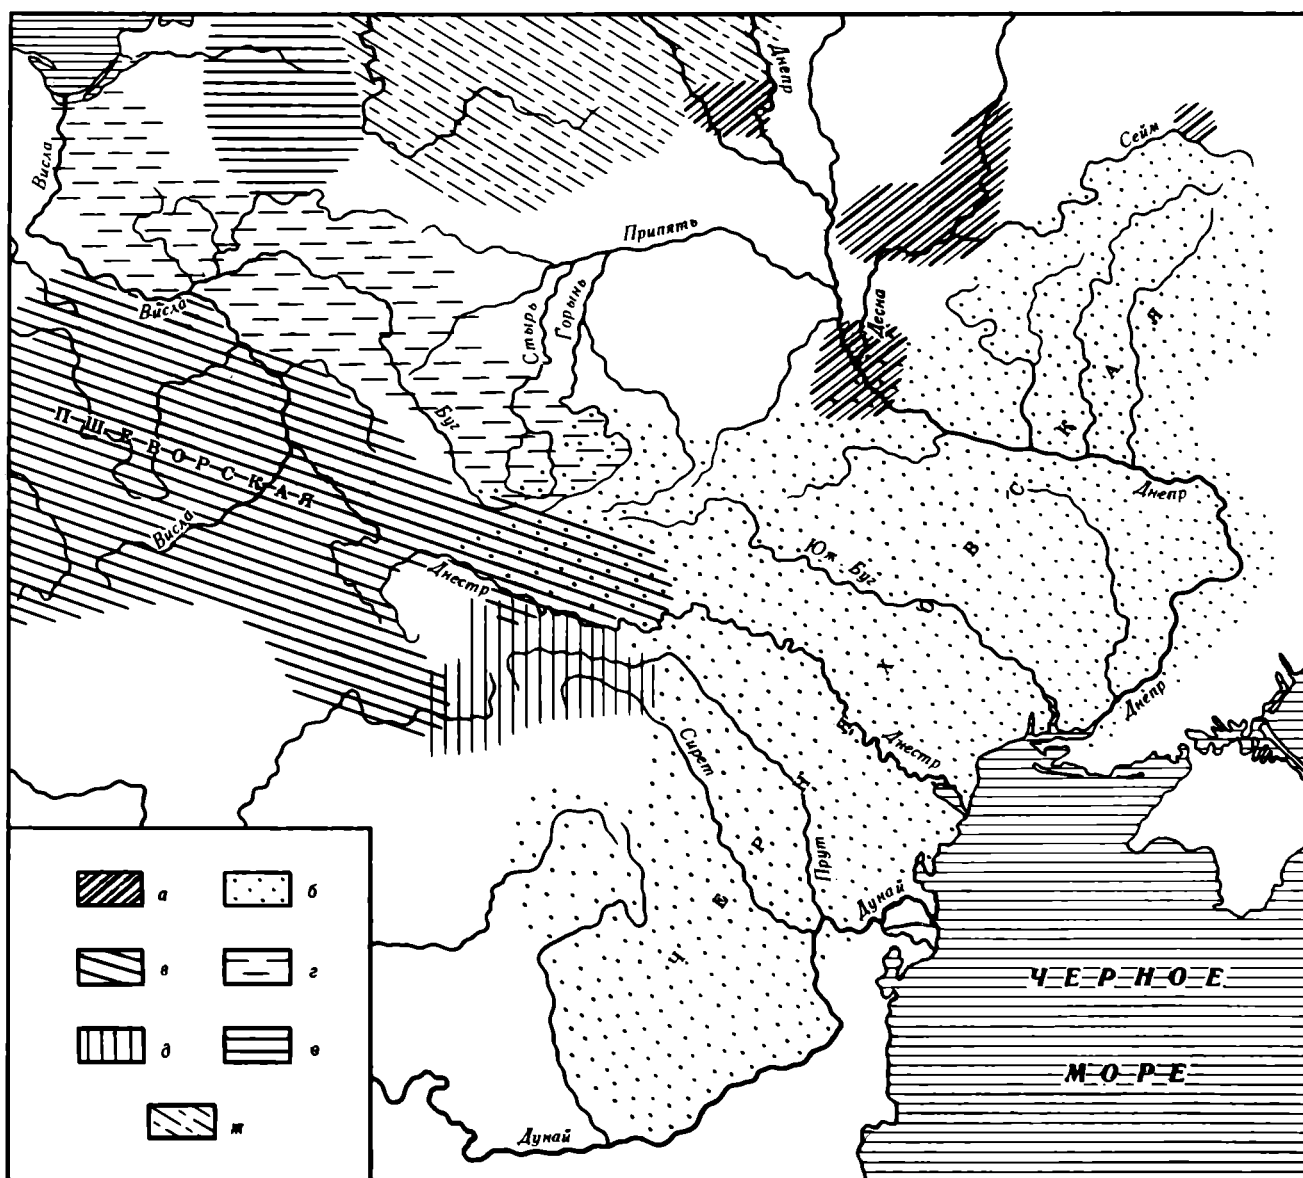 Днепр
Сейм
Висла
Припять
Висла
Стырь
Горынь
Десна
Буг
ПШЕВОРСКАЯ
Висла
Днестр
Юж. Буг
Днепр
Днепр
Днестр
Сирет
Прут
Дунай
ЧЕРНЯХОВСКАЯ
ЧЕРНОЕ
МОРЕ
Дунай
а
б
в
г
д
е
ж